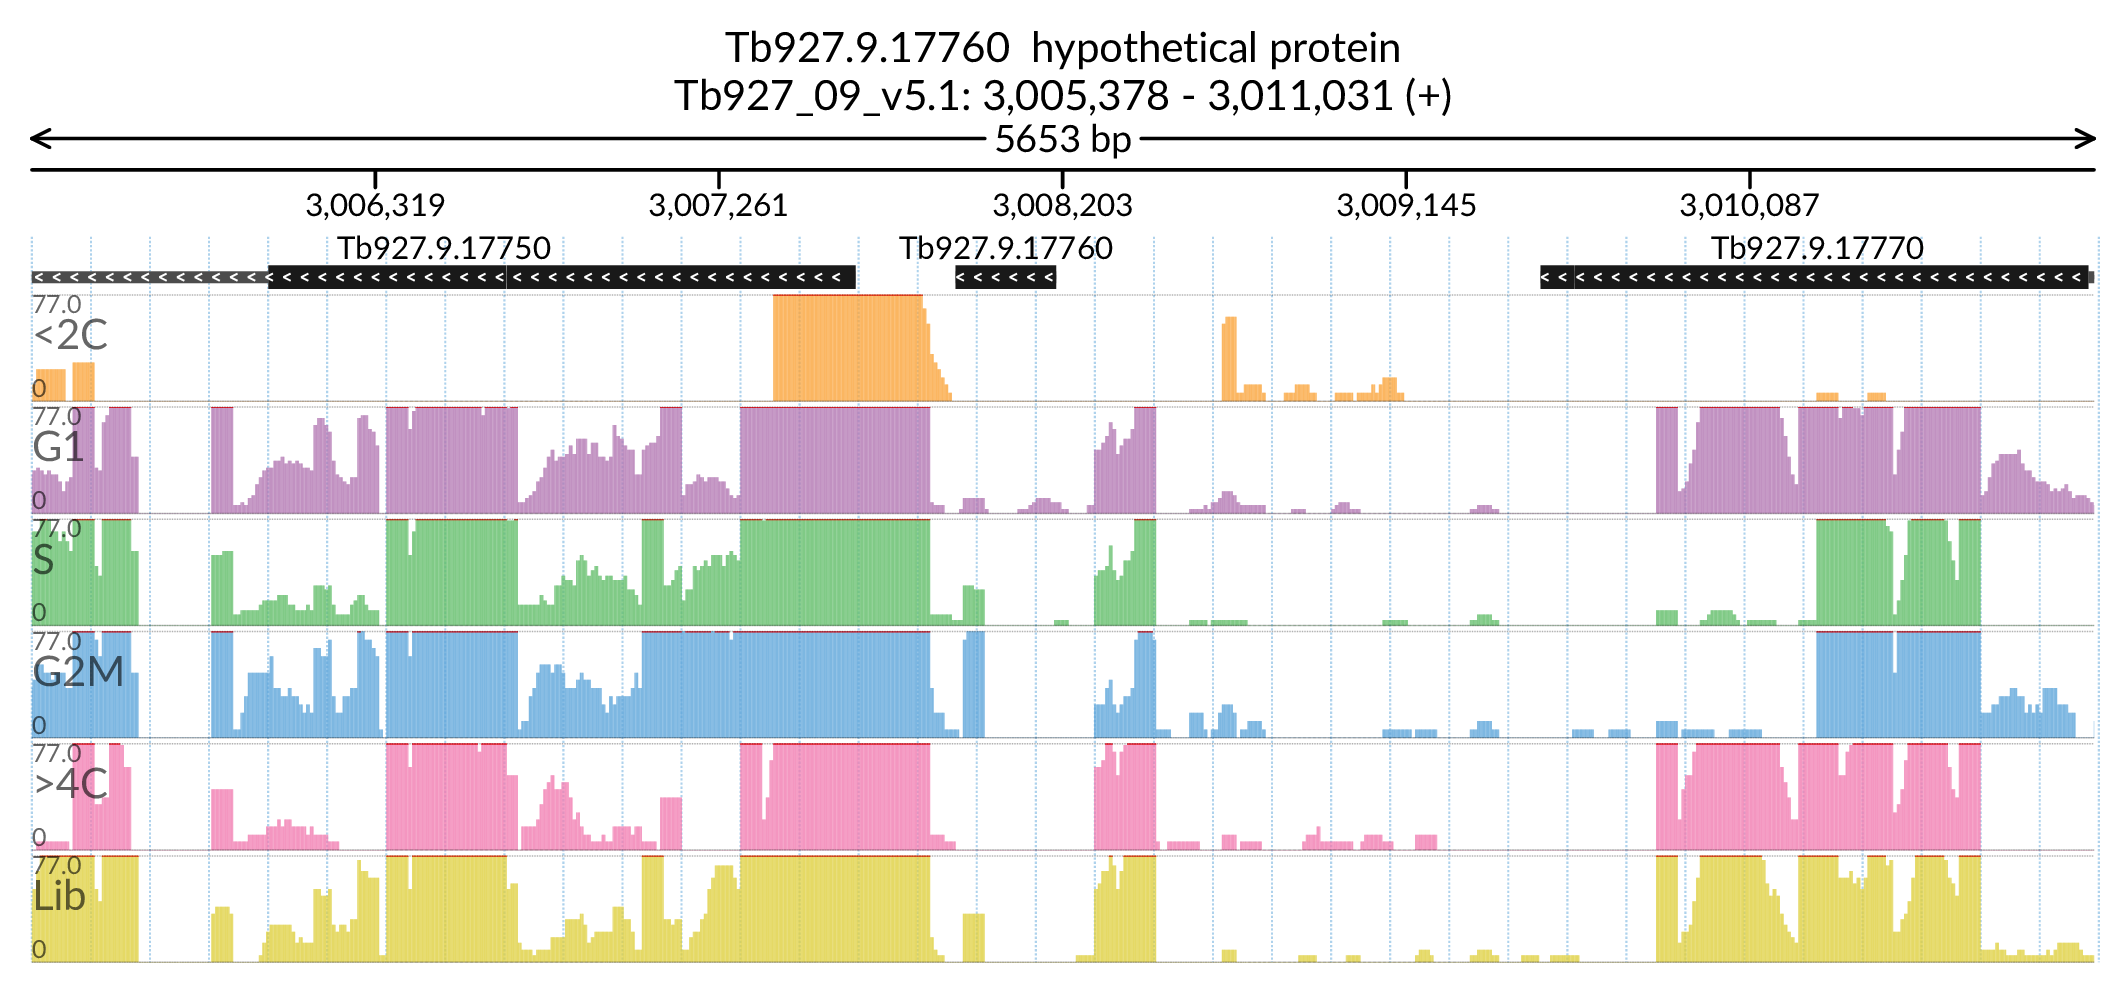 Tb927.9.17760  hypothetical protein
Tb927_09_v5.1: 3,005,378 - 3,011,031 (+)
5653 bp
3,006,319 3,007,261 3,008,203 3,009,145 3,010,087
Tb927.9.17750 Tb927.9.17760 Tb927.9.17770
77.0
<2C
0
77.0
G1
0
77.0
S
0
77.0
G2M
0
77.0
>4C
0
77.0
Lib
0